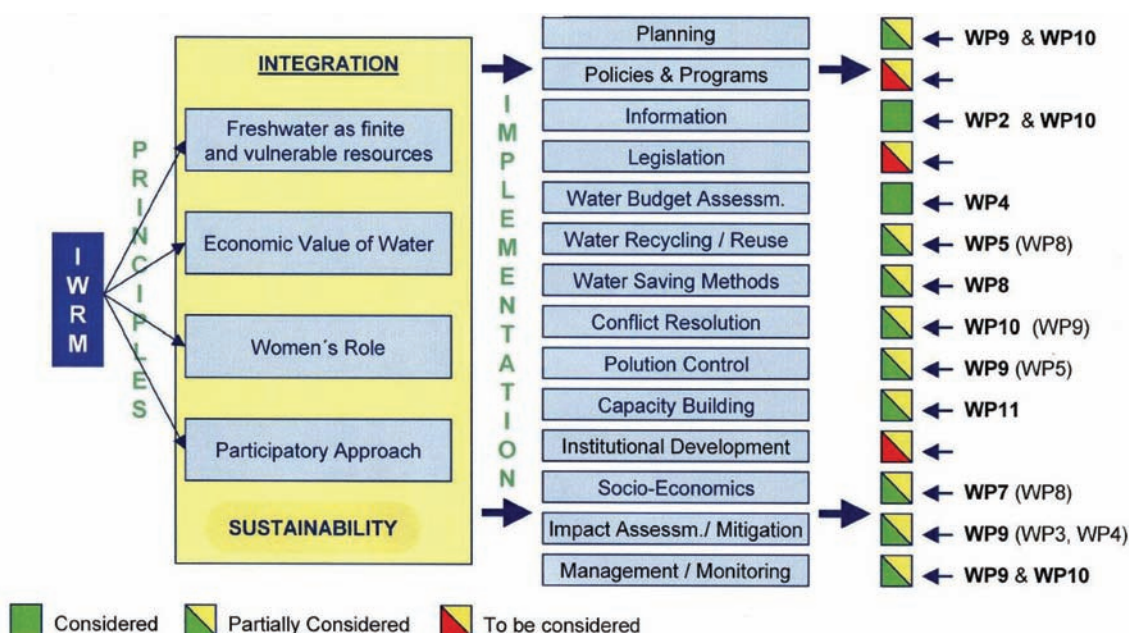 IWRM
PRINCIPLES
INTEGRATION
Freshwater as finite
and vulnerable resources
Economic Value of Water
Women´s Role
Participatory Approach
SUSTAINABILITY
IMPLEMENTATION
Planning
WP9 & WP10
Policies & Programs
Information
WP2 & WP10
Legislation
Water Budget Assessm.
WP4
Water Recycling / Reuse
WP5 (WP8)
Water Saving Methods
WP8
Conflict Resolution
WP10 (WP9)
Polution Control
WP9 (WP5)
Capacity Building
WP11
Institutional Development
Socio-Economics
WP7 (WP8)
Impact Assessm./ Mitigation
WP9 (WP3, WP4)
Management / Monitoring
WP9 & WP10
Considered
Partially Considered
To be considered